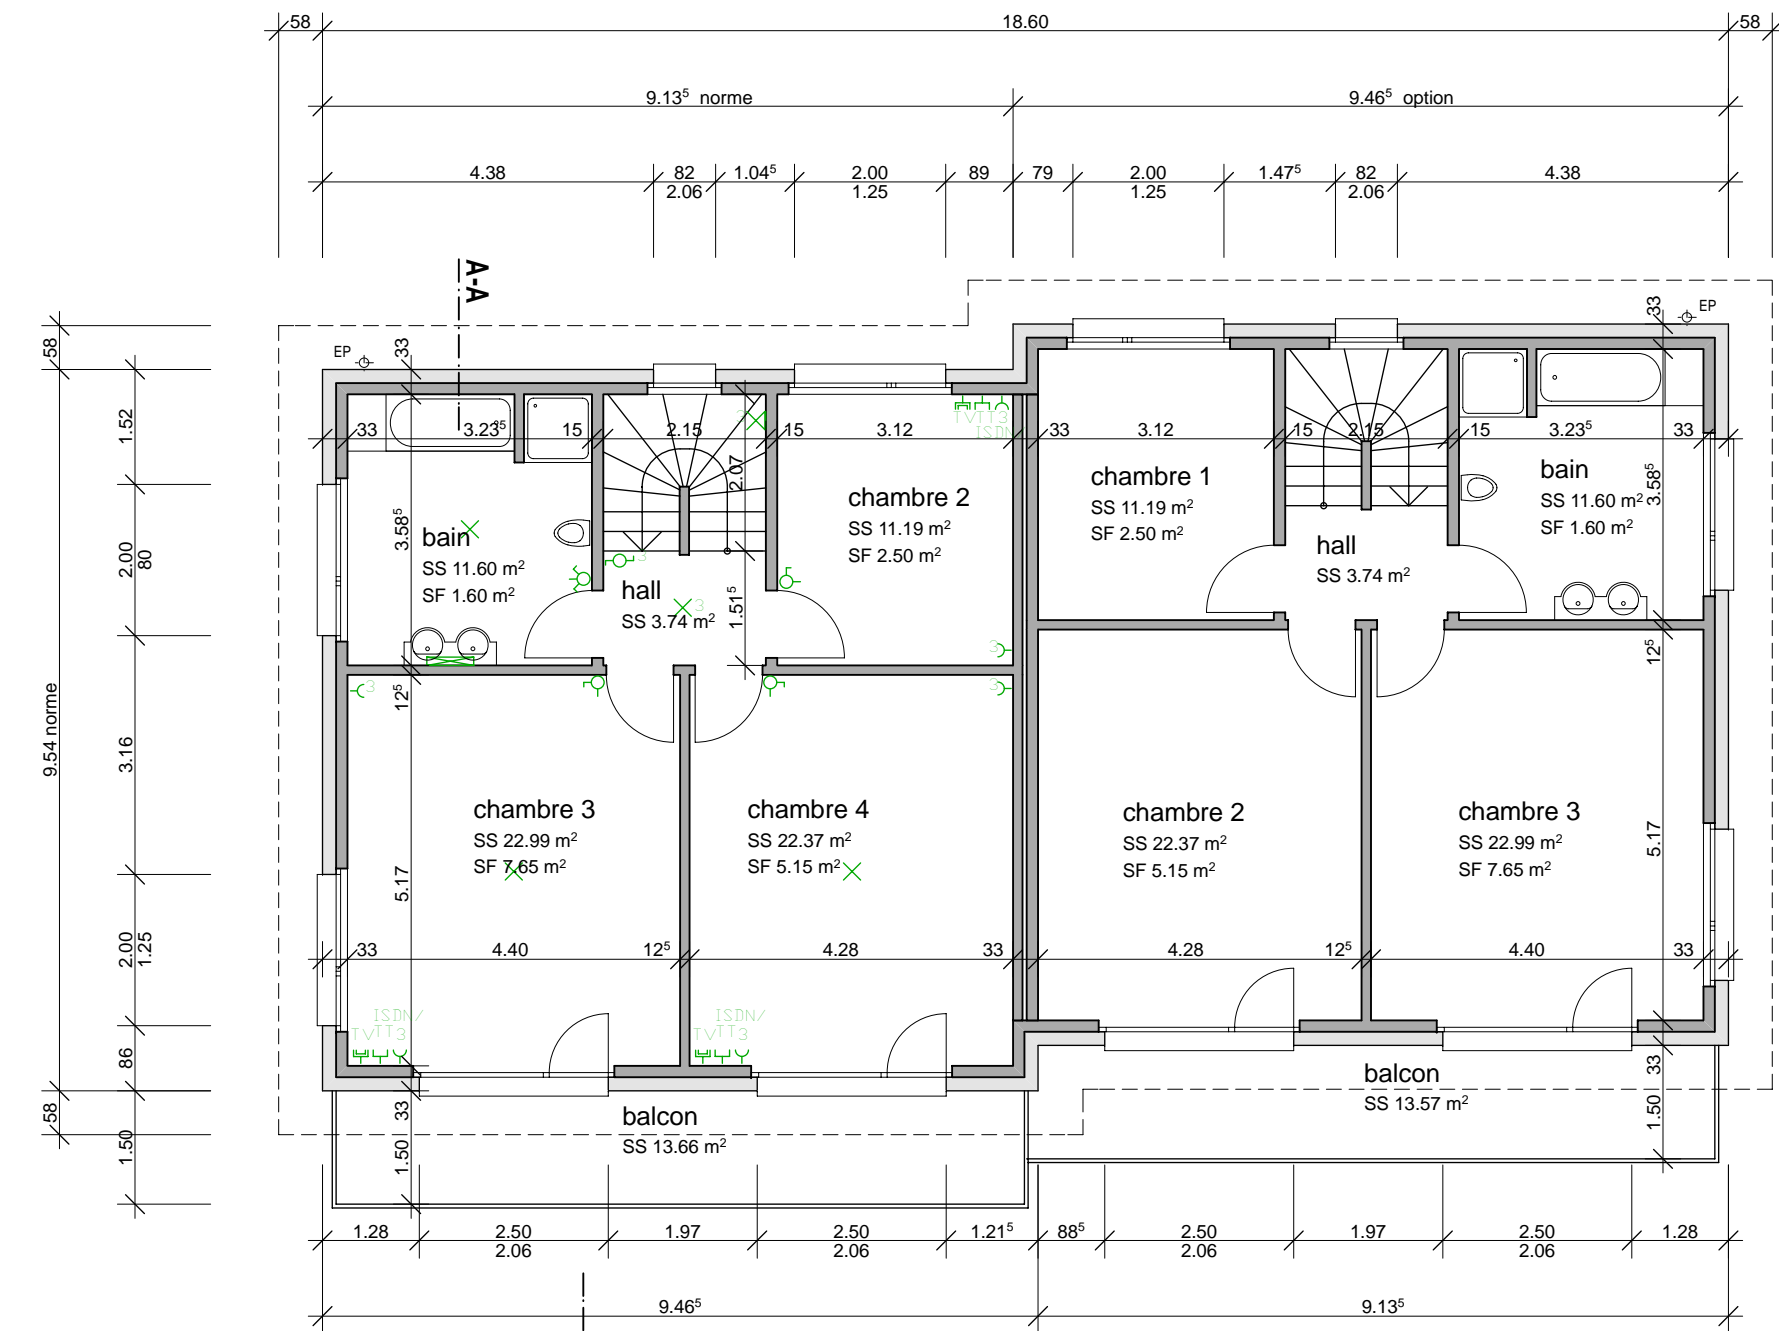 58 18.60 58
9.13⁵ norme 9.46⁵ option
4.38 82 1.04⁵ 2.00 89 79 2.00 1.47⁵ 82 4.38
2.06 1.25 1.25 2.06
A-A
EP
33
33
EP
58
1.52
2.00
80
9.54 norme
3.16
2.00
1.25
86
58
1.50
33 3.23⁵ 15 2.15 15 3.12 33 3.12 15 2.15 15 3.23⁵ 33
TVTT3
ISDN
2.07
3.58⁵
bain
SS 11.60 m²
SF 1.60 m²
3
hall
SS 3.74 m²
3
1.51⁵
chambre 2
SS 11.19 m²
SF 2.50 m²
chambre 1
SS 11.19 m²
SF 2.50 m²
hall
SS 3.74 m²
bain
SS 11.60 m²
SF 1.60 m²
3.58⁵
3
12⁵
3
3
12⁵
chambre 3
SS 22.99 m²
SF 7.65 m²
chambre 4
SS 22.37 m²
SF 5.15 m²
chambre 2
SS 22.37 m²
SF 5.15 m²
chambre 3
SS 22.99 m²
SF 7.65 m²
5.17
5.17
33 4.40 12⁵ 4.28 33 4.28 12⁵ 4.40 33
ISDN/
TVTT3
ISDN/
TVTT3
33
1.50
balcon
SS 13.66 m²
balcon
SS 13.57 m²
33
1.50
1.28 2.50 1.97 2.50 1.21⁵ 88⁵ 2.50 1.97 2.50 1.28
2.06 2.06 2.06 2.06
9.46⁵ 9.13⁵